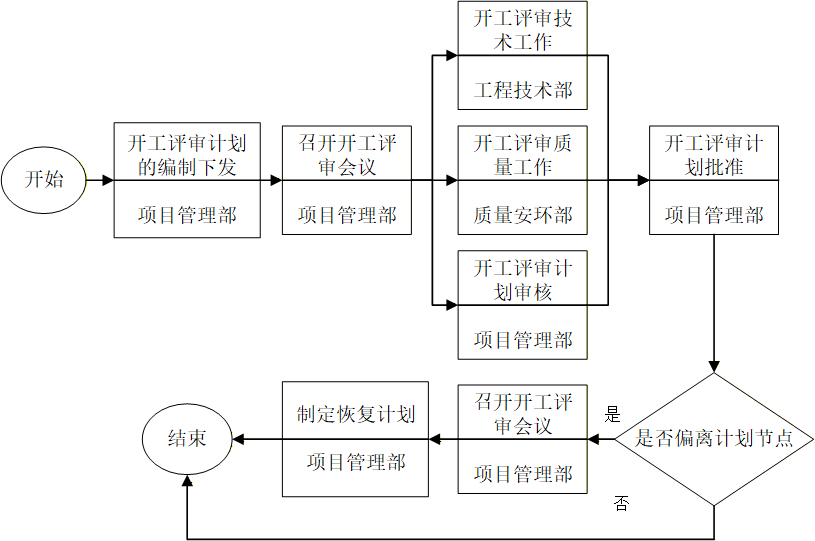 开始
开工评审计划
的编制下发
项目管理部
召开开工评
审会议
项目管理部
开工评审技
术工作
工程技术部
开工评审质
量工作
质量安环部
开工评审计
划审核
项目管理部
开工评审计
划批准
项目管理部
是否偏离计划节点
是
否
召开开工评
审会议
项目管理部
制定恢复计划
项目管理部
结束